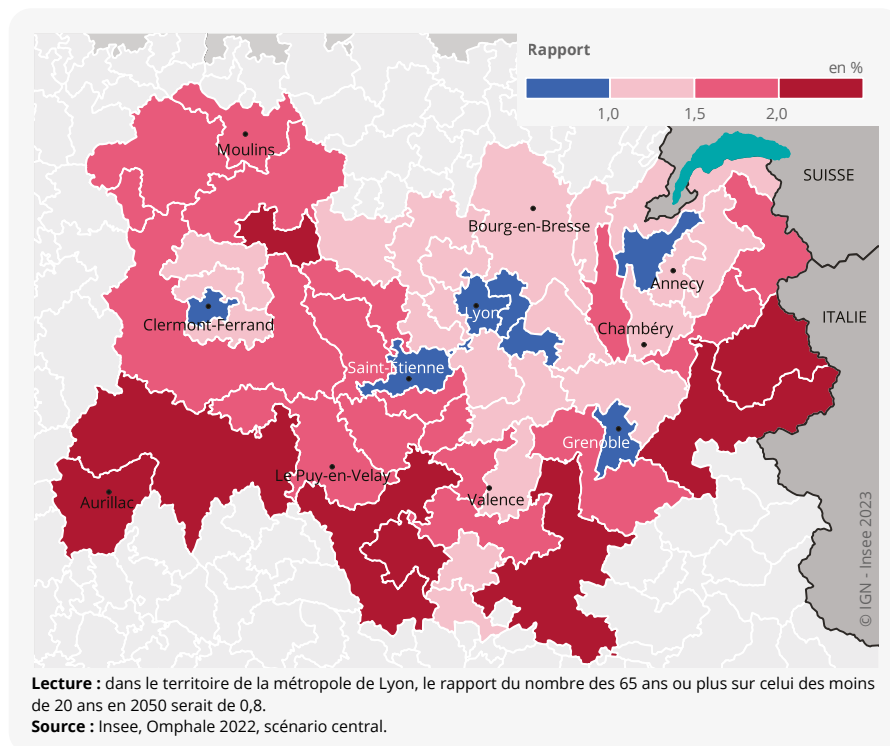 Rapport
en %
1,0 1,5 2,0
SUISSE
Moulins
Bourg-en-Bresse
Annecy
Lyon
ITALIE
Clermont-Ferrand
Chambéry
Saint-Étienne
Grenoble
Le Puy-en-Velay
Valence
Aurillac
© IGN - Insee 2023
Lecture : dans le territoire de la métropole de Lyon, le rapport du nombre des 65 ans ou plus sur celui des moins
de 20 ans en 2050 serait de 0,8.
Source : Insee, Omphale 2022, scénario central.